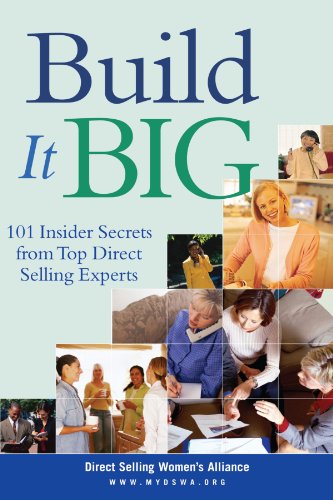 Build
It BIG
101 Insider Secrets
from Top Direct
Selling Experts
Direct Selling Women's Alliance
WWW.MYDSWA.ORG